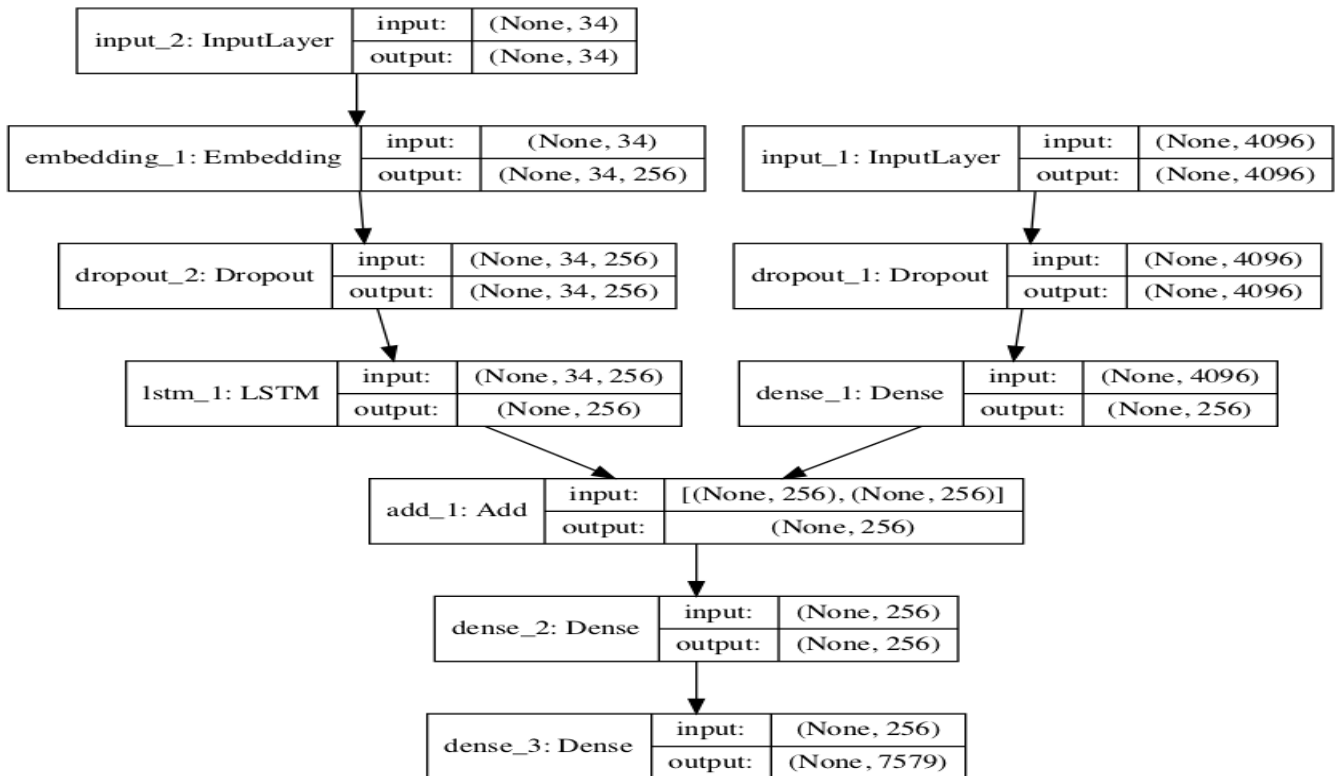 input_2: InputLayer
input: (None, 34)
output: (None, 34)
embedding_1: Embedding
input: (None, 34)
output: (None, 34, 256)
input_1: InputLayer
input: (None, 4096)
output: (None, 4096)
dropout_2: Dropout
input: (None, 34, 256)
output: (None, 34, 256)
dropout_1: Dropout
input: (None, 4096)
output: (None, 4096)
lstm_1: LSTM
input: (None, 34, 256)
output: (None, 256)
dense_1: Dense
input: (None, 4096)
output: (None, 256)
add_1: Add
input: [(None, 256), (None, 256)]
output: (None, 256)
dense_2: Dense
input: (None, 256)
output: (None, 256)
dense_3: Dense
input: (None, 256)
output: (None, 7579)